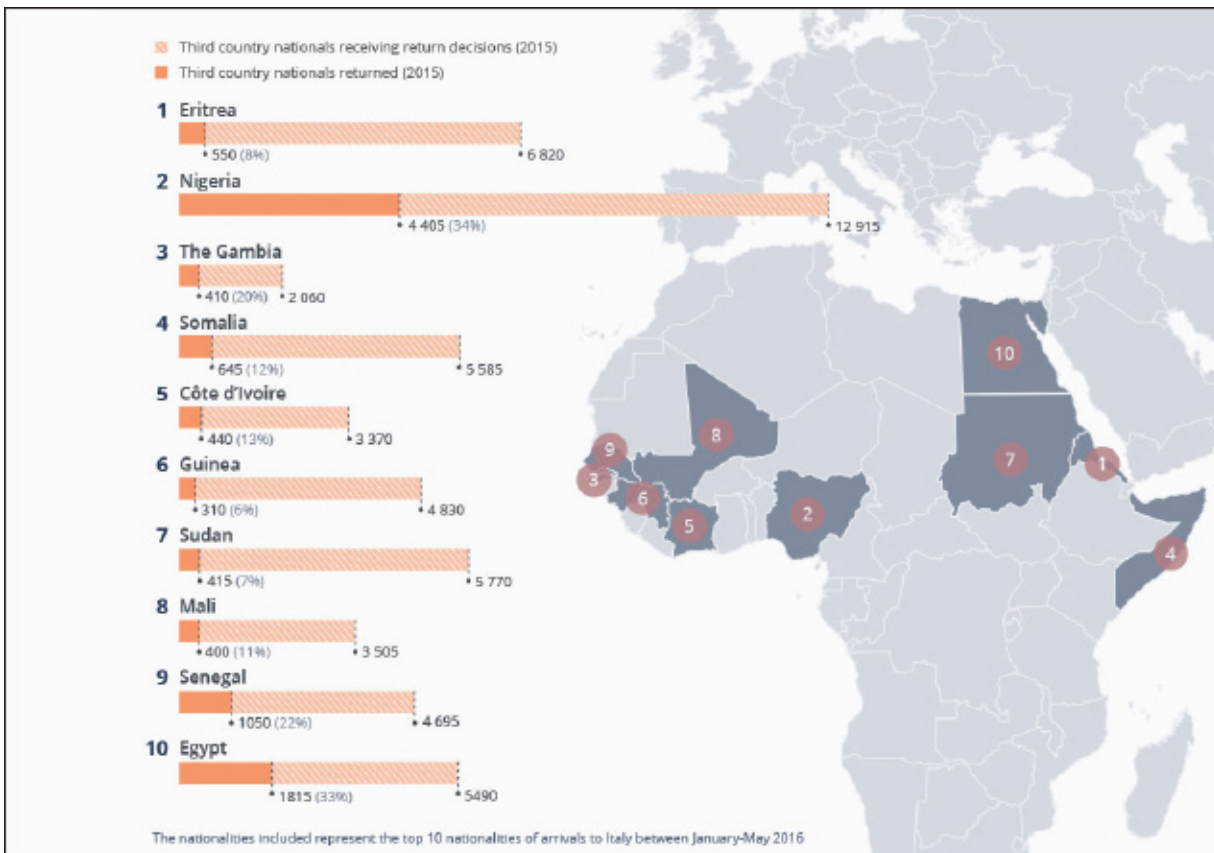 Third country nationals receiving return decisions (2015)
Third country nationals returned (2015)
1 Eritrea
550 (8%) 6 820
2 Nigeria
4 405 (34%) 12 915
3 The Gambia
410 (20%) 2 060
4 Somalia
645 (12%) 5 585
5 Côte d'Ivoire
440 (13%) 3 370
6 Guinea
310 (6%) 4 830
7 Sudan
415 (7%) 5 770
8 Mali
400 (11%) 3 505
9 Senegal
1050 (22%) 4 695
10 Egypt
1815 (33%) 5490
The nationalities included represent the top 10 nationalities of arrivals to Italy between January-May 2016
10
8
9
7
1
3
6
2
5
4